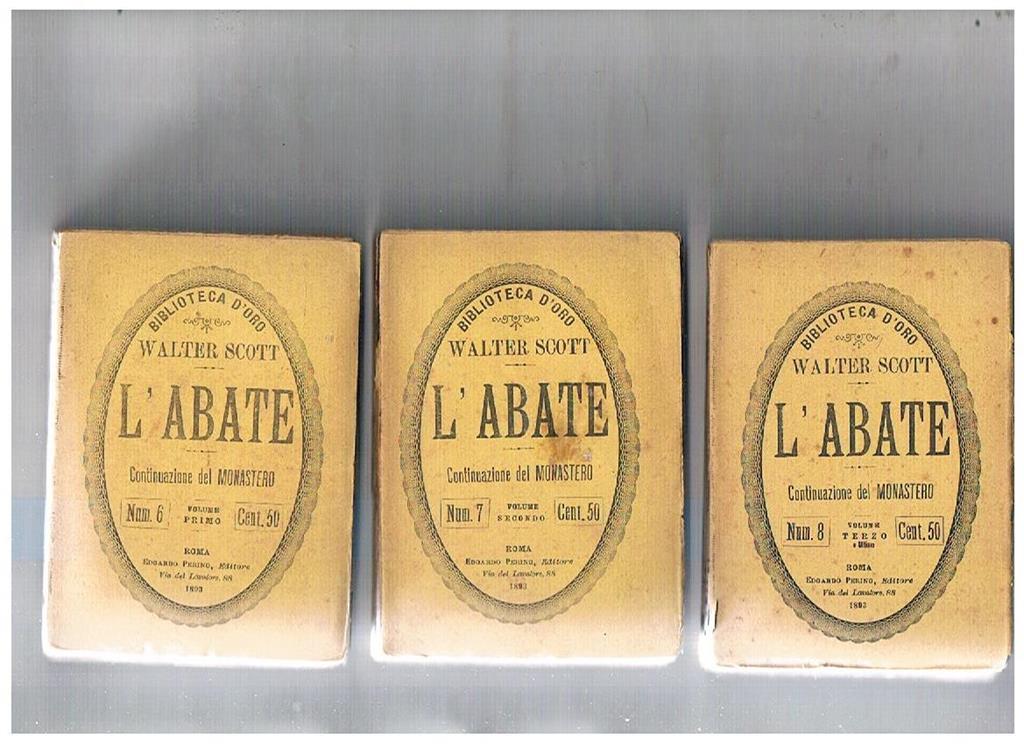 BIBLIOTECA D'ORO
WALTER SCOTT
L'ABATE
Continuazione del MONASTERO
Num. 6
VOLUME
PRIMO
Cent. 50
ROMA
EDOARDO PERINO, Editore
Via del Lavatore, 88
1893
BIBLIOTECA D'ORO
WALTER SCOTT
L'ABATE
Continuazione del MONASTERO
Num. 7
VOLUME
SECONDO
Cent. 50
ROMA
EDOARDO PERINO, Editore
Via del Lavatore, 88
1893
BIBLIOTECA D'ORO
WALTER SCOTT
L'ABATE
Continuazione del MONASTERO
Num. 8
VOLUME
TERZO
e ultimo
Cent. 50
ROMA
EDOARDO PERINO, Editore
Via del Lavatore, 88
1893